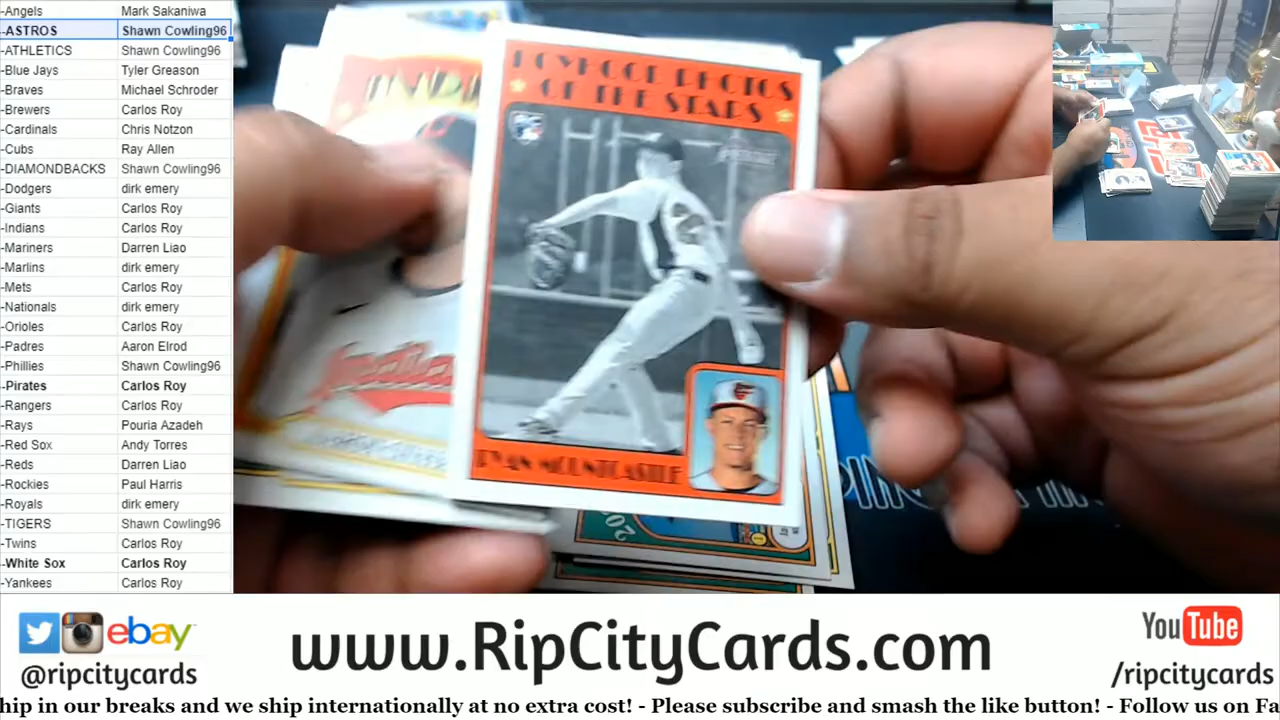 -Angels Mark Sakaniwa
-ASTROS Shawn Cowling96
-ATHLETICS Shawn Cowling96
-Blue Jays Tyler Greason
-Braves Michael Schroder
-Brewers Carlos Roy
-Cardinals Chris Notzon
-Cubs Ray Allen
-DIAMONDBACKS Shawn Cowling96
-Dodgers dirk emery
-Giants Carlos Roy
-Indians Carlos Roy
-Mariners Darren Liao
-Marlins dirk emery
-Mets Carlos Roy
-Nationals dirk emery
-Orioles Carlos Roy
-Padres Aaron Elrod
-Phillies Shawn Cowling96
-Pirates Carlos Roy
-Rangers Carlos Roy
-Rays Pouria Azadeh
-Red Sox Andy Torres
-Reds Darren Liao
-Rockies Paul Harris
-Royals dirk emery
-TIGERS Shawn Cowling96
-Twins Carlos Roy
-White Sox Carlos Roy
-Yankees Carlos Roy
BOYHOOD PHOTOS
OF THE STARS
RC
Heritage
RYAN MOUNTCASTLE
ebay
@ripcitycards
www.RipCityCards.com
YouTube
/ripcitycards
hip in our breaks and we ship internationally at no extra cost! - Please subscribe and smash the like button! - Follow us on Fa